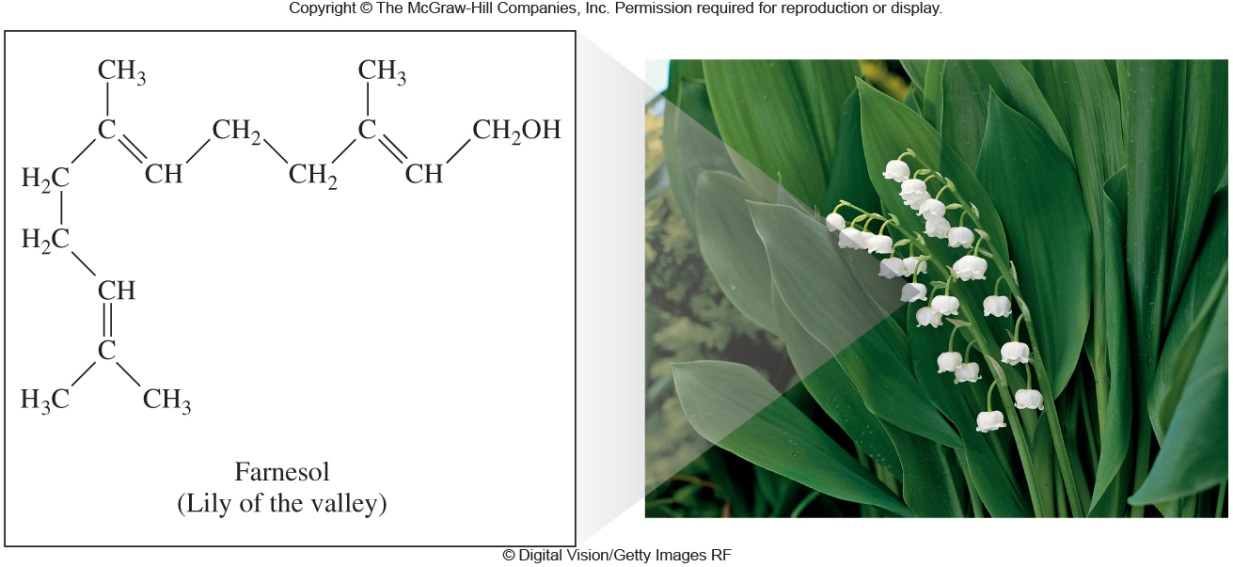 Copyright © The McGraw-Hill Companies, Inc. Permission required for reproduction or display.
CH₃ CH₃
C CH₂ C CH₂OH
H₂C CH CH₂ CH
H₂C
CH
C
H₃C CH₃
Farnesol
(Lily of the valley)
© Digital Vision/Getty Images RF